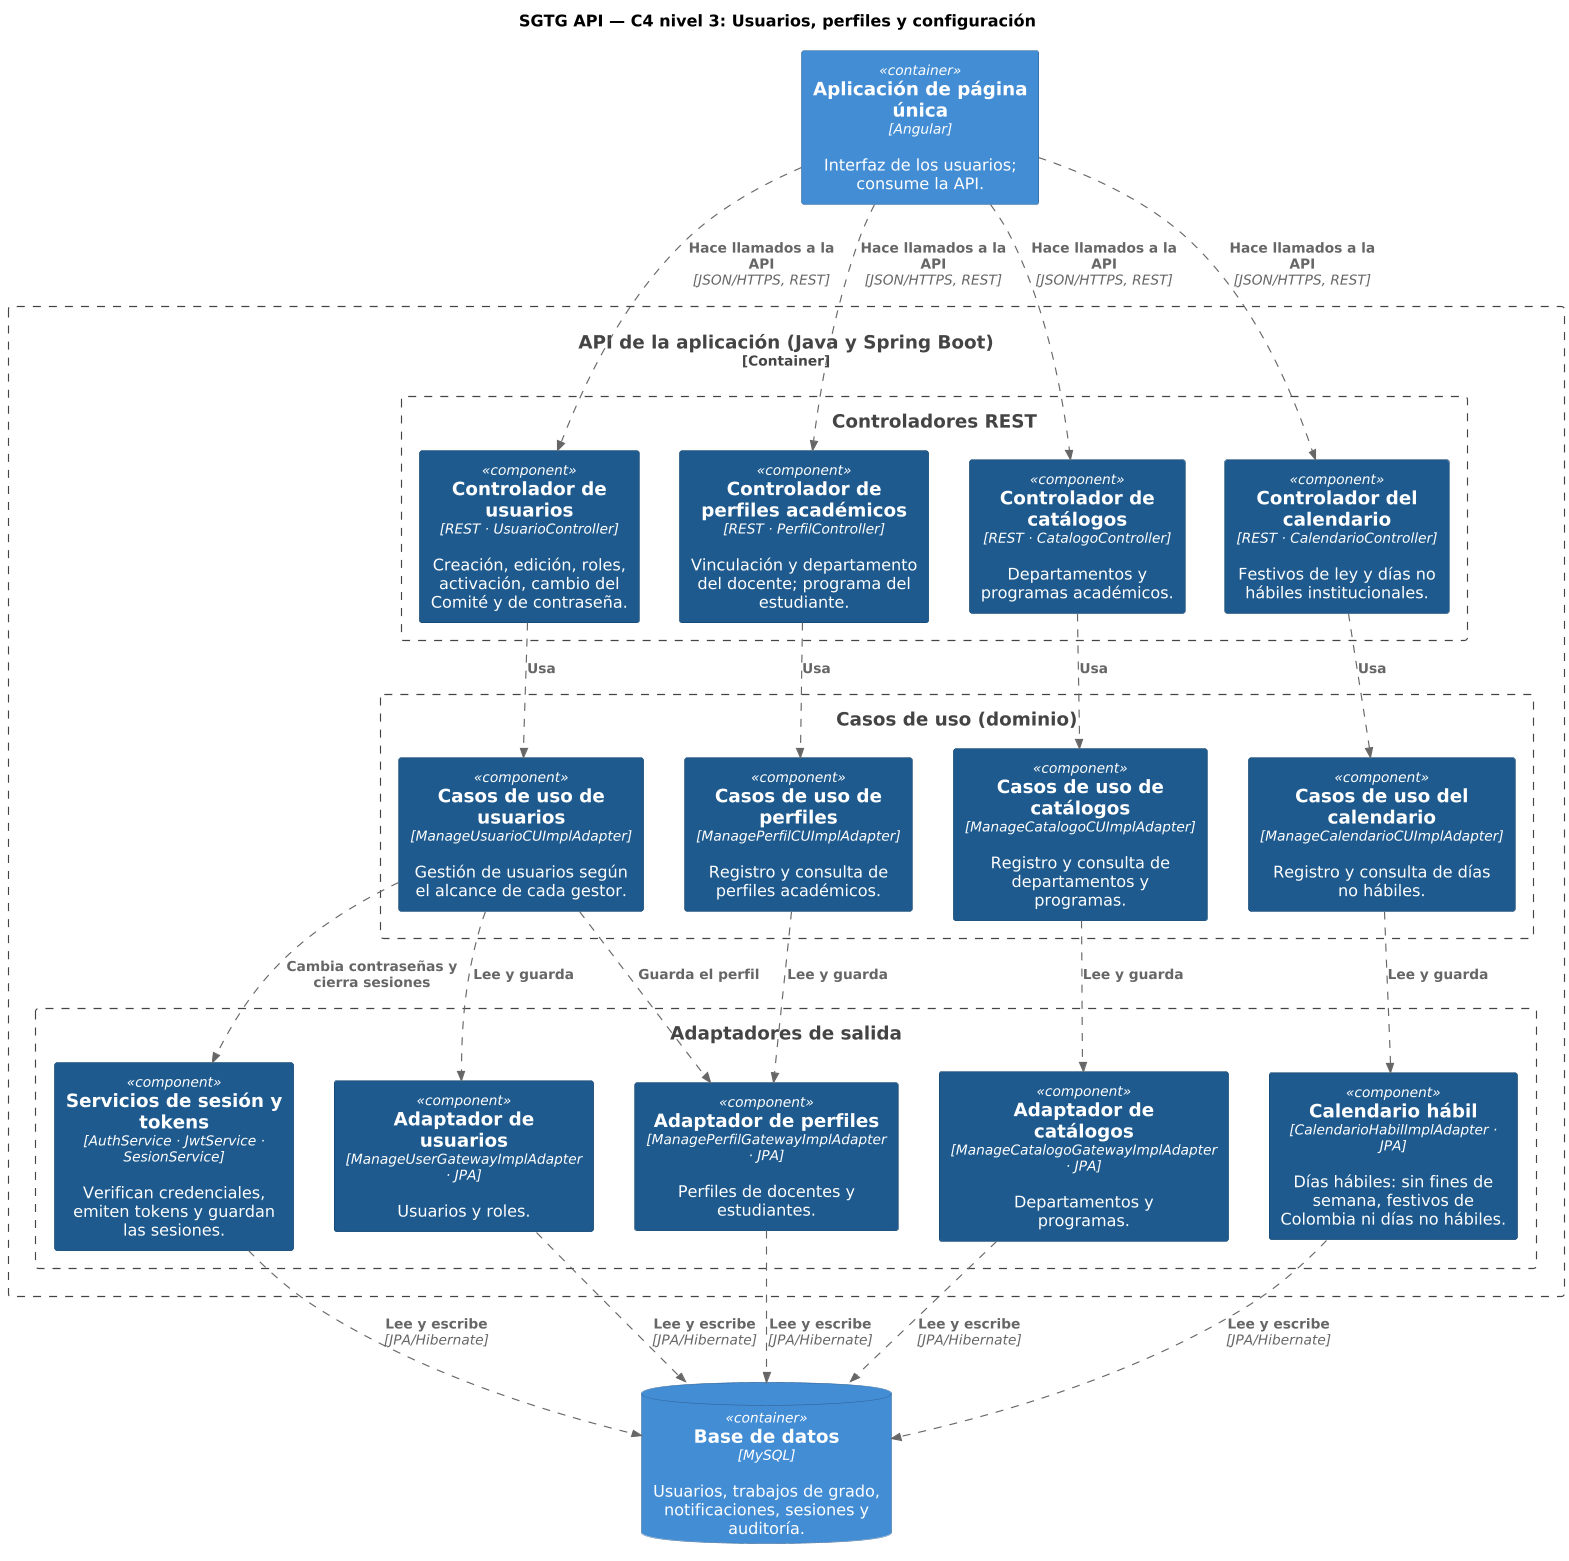 SGTG API — C4 nivel 3: Usuarios, perfiles y configuración
«container»
Aplicación de página
única
[Angular]
Interfaz de los usuarios;
consume la API.
Hace llamados a la
API
[JSON/HTTPS, REST]
Hace llamados a la
API
[JSON/HTTPS, REST]
Hace llamados a la
API
[JSON/HTTPS, REST]
Hace llamados a la
API
[JSON/HTTPS, REST]
API de la aplicación (Java y Spring Boot)
[Container]
Controladores REST
«component»
Controlador de
usuarios
[REST · UsuarioController]
Creación, edición, roles,
activación, cambio del
Comité y de contraseña.
«component»
Controlador de
perfiles académicos
[REST · PerfilController]
Vinculación y departamento
del docente; programa del
estudiante.
«component»
Controlador de
catálogos
[REST · CatalogoController]
Departamentos y
programas académicos.
«component»
Controlador del
calendario
[REST · CalendarioController]
Festivos de ley y días no
hábiles institucionales.
Usa
Usa
Usa
Usa
Casos de uso (dominio)
«component»
Casos de uso de
usuarios
[ManageUsuarioCUImplAdapter]
Gestión de usuarios según
el alcance de cada gestor.
«component»
Casos de uso de
perfiles
[ManagePerfilCUImplAdapter]
Registro y consulta de
perfiles académicos.
«component»
Casos de uso de
catálogos
[ManageCatalogoCUImplAdapter]
Registro y consulta de
departamentos y
programas.
«component»
Casos de uso del
calendario
[ManageCalendarioCUImplAdapter]
Registro y consulta de días
no hábiles.
Cambia contraseñas y
cierra sesiones
Lee y guarda
Guarda el perfil
Lee y guarda
Lee y guarda
Lee y guarda
Adaptadores de salida
«component»
Servicios de sesión y
tokens
[AuthService · JwtService ·
SesionService]
Verifican credenciales,
emiten tokens y guardan
las sesiones.
«component»
Adaptador de
usuarios
[ManageUserGatewayImplAdapter
· JPA]
Usuarios y roles.
«component»
Adaptador de perfiles
[ManagePerfilGatewayImplAdapter
· JPA]
Perfiles de docentes y
estudiantes.
«component»
Adaptador de
catálogos
[ManageCatalogoGatewayImplAdapter
· JPA]
Departamentos y
programas.
«component»
Calendario hábil
[CalendarioHabilImplAdapter ·
JPA]
Días hábiles: sin fines de
semana, festivos de
Colombia ni días no hábiles.
Lee y escribe
[JPA/Hibernate]
Lee y escribe
[JPA/Hibernate]
Lee y escribe
[JPA/Hibernate]
Lee y escribe
[JPA/Hibernate]
Lee y escribe
[JPA/Hibernate]
«container»
Base de datos
[MySQL]
Usuarios, trabajos de grado,
notificaciones, sesiones y
auditoría.